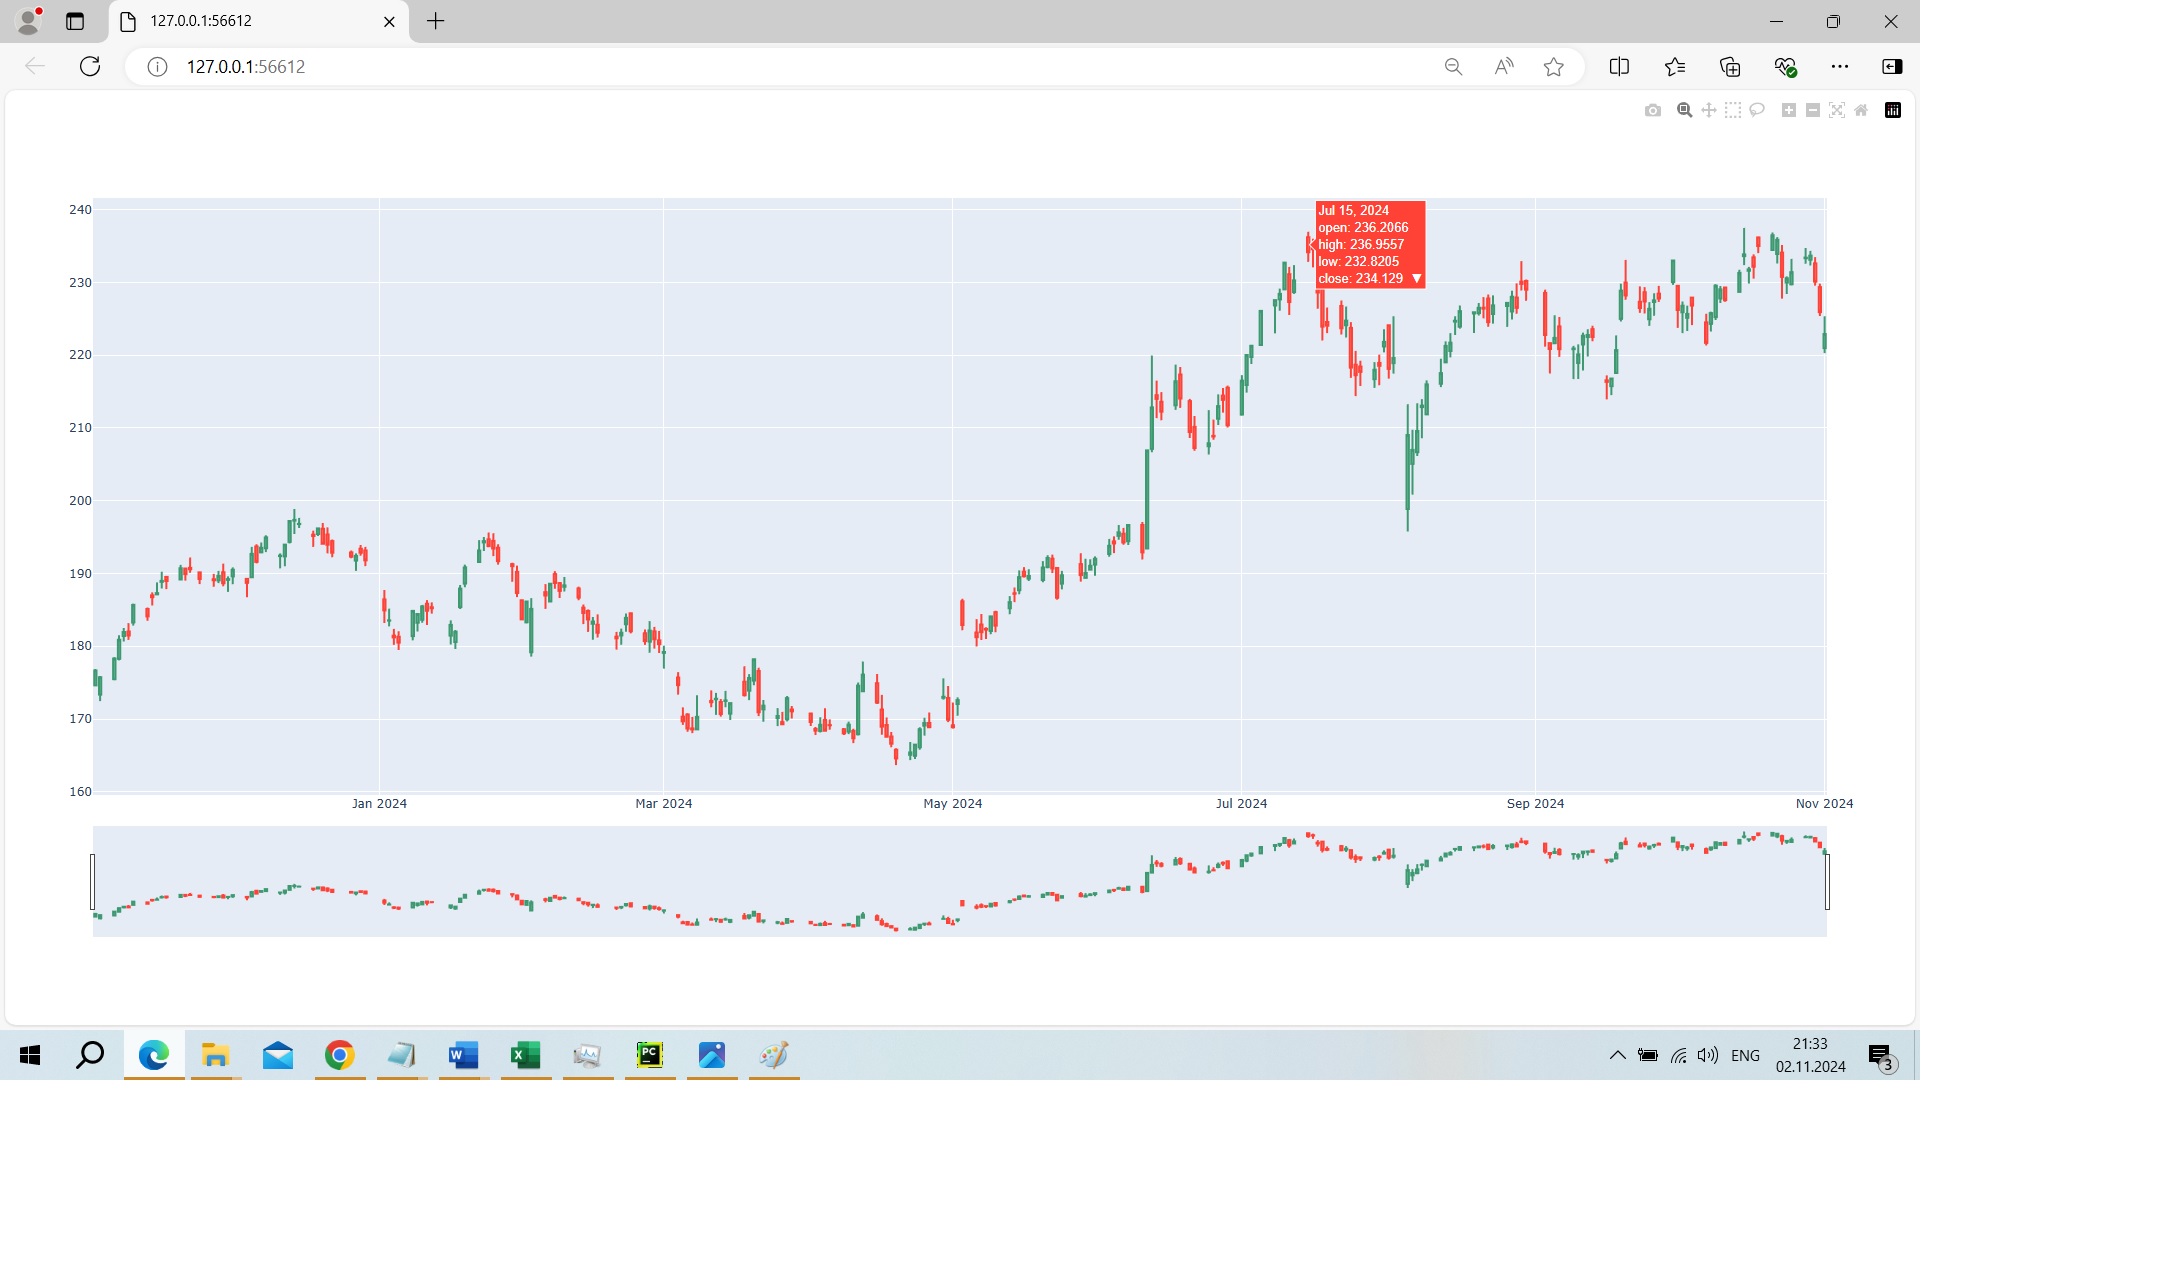 127.0.0.1:56612
127.0.0.1:56612
Jul 15, 2024
open: 236.2066
high: 236.9557
low: 232.8205
close: 234.129 ▼
240
230
220
210
200
190
180
170
160
Jan 2024
Mar 2024
May 2024
Jul 2024
Sep 2024
Nov 2024
W
X
PC
ENG
21:33
02.11.2024
3